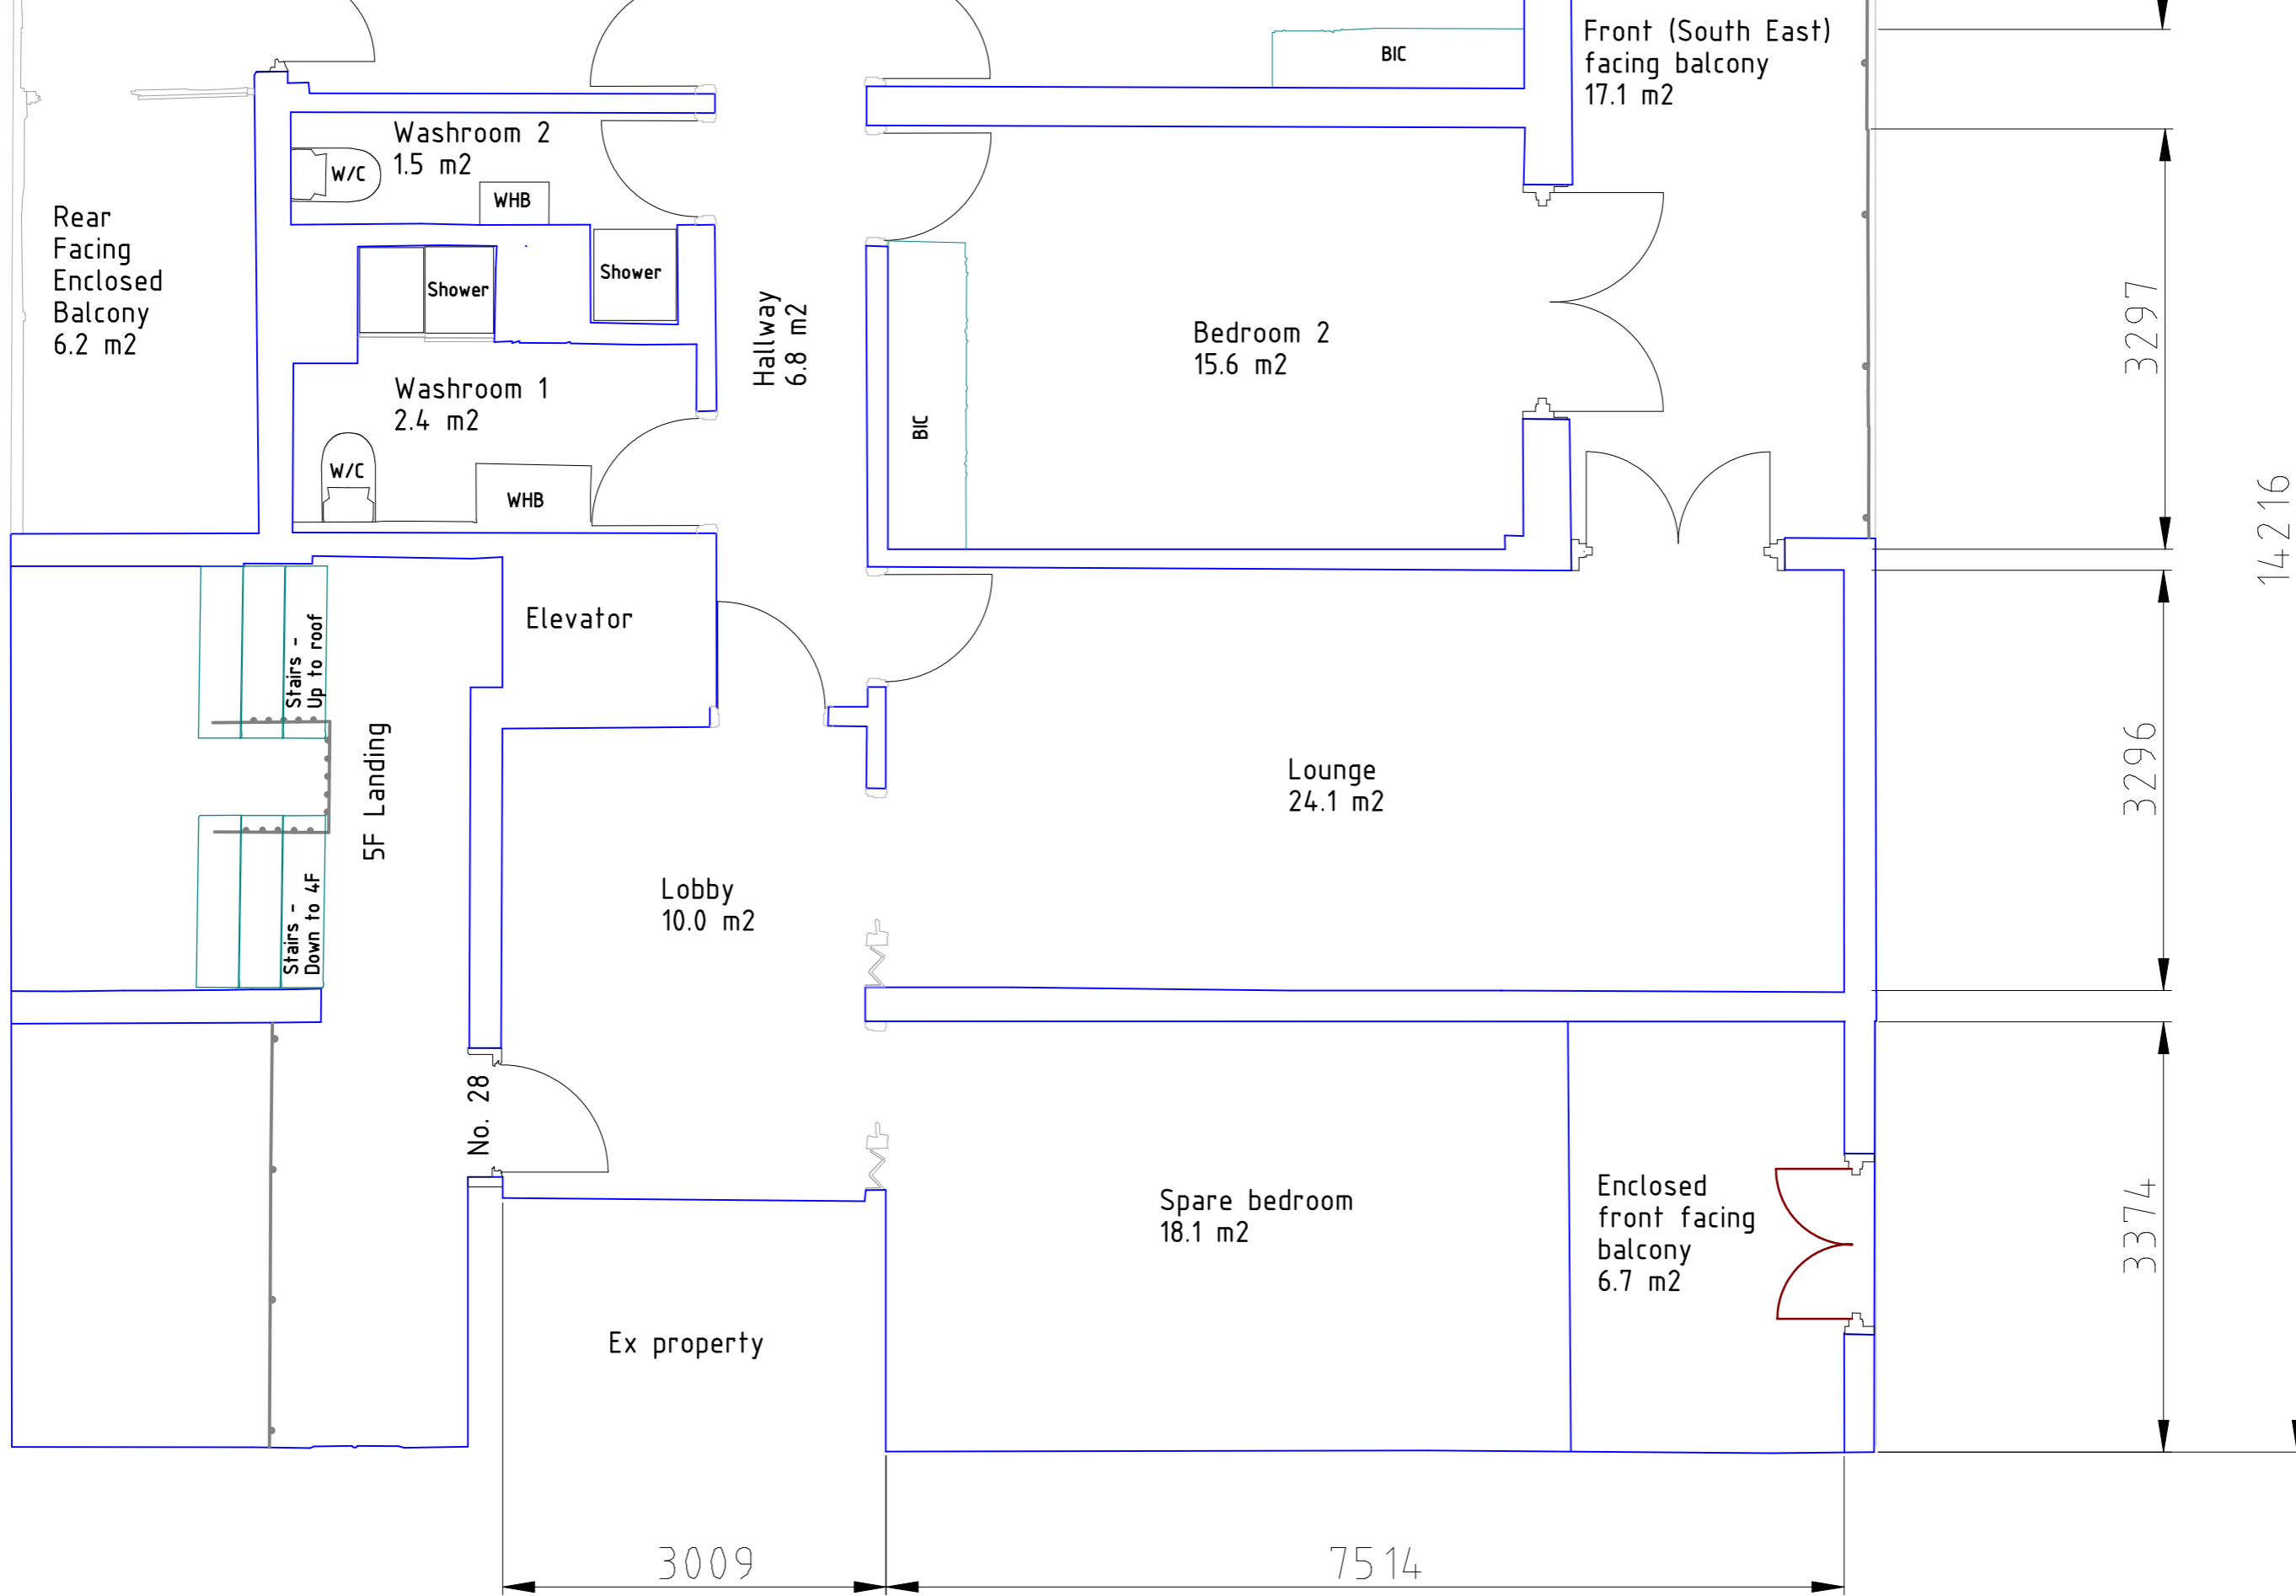 BIC
Front (South East)
facing balcony
17.1 m2
Washroom 2
1.5 m2
W/C
WHB
Rear
Facing
Enclosed
Balcony
6.2 m2
Shower
Shower
Hallway
6.8 m2
Bedroom 2
15.6 m2
3297
Washroom 1
2.4 m2
BIC
W/C
WHB
14216
Elevator
Stairs -
Up to roof
5F Landing
Lounge
24.1 m2
3296
Lobby
10.0 m2
Stairs -
Down to 4F
No. 28
Spare bedroom
18.1 m2
Enclosed
front facing
balcony
6.7 m2
3374
Ex property
3009
7514